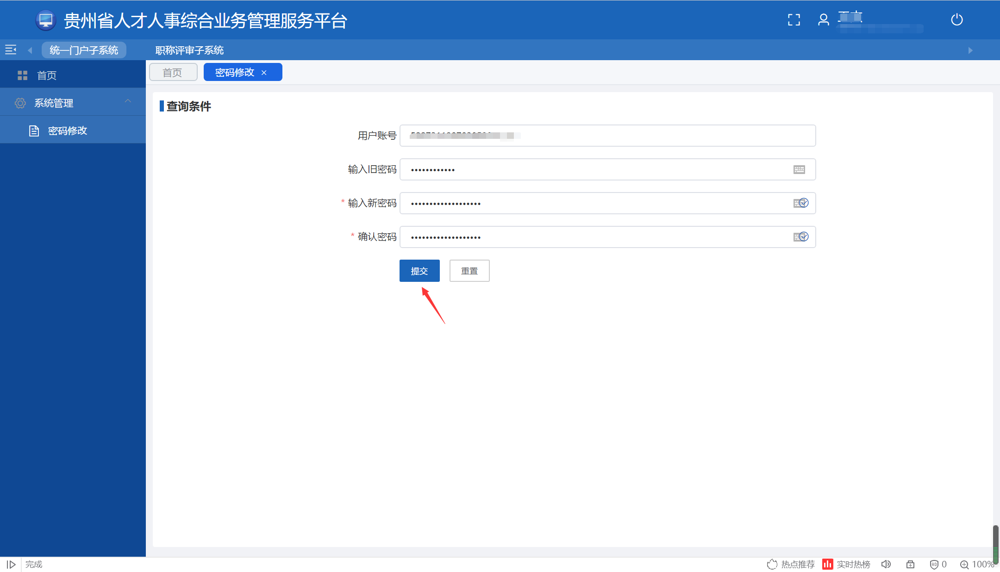 贵州省人才人事综合业务管理服务平台
统一门户子系统 职称评审子系统
首页
系统管理
密码修改
首页 密码修改 ×
查询条件
用户账号
输入旧密码 ••••••••••••
* 输入新密码 •••••••••••••••••••
* 确认密码 •••••••••••••••••••
提交 重置
完成 热点推荐 实时热榜 AD 0 100%